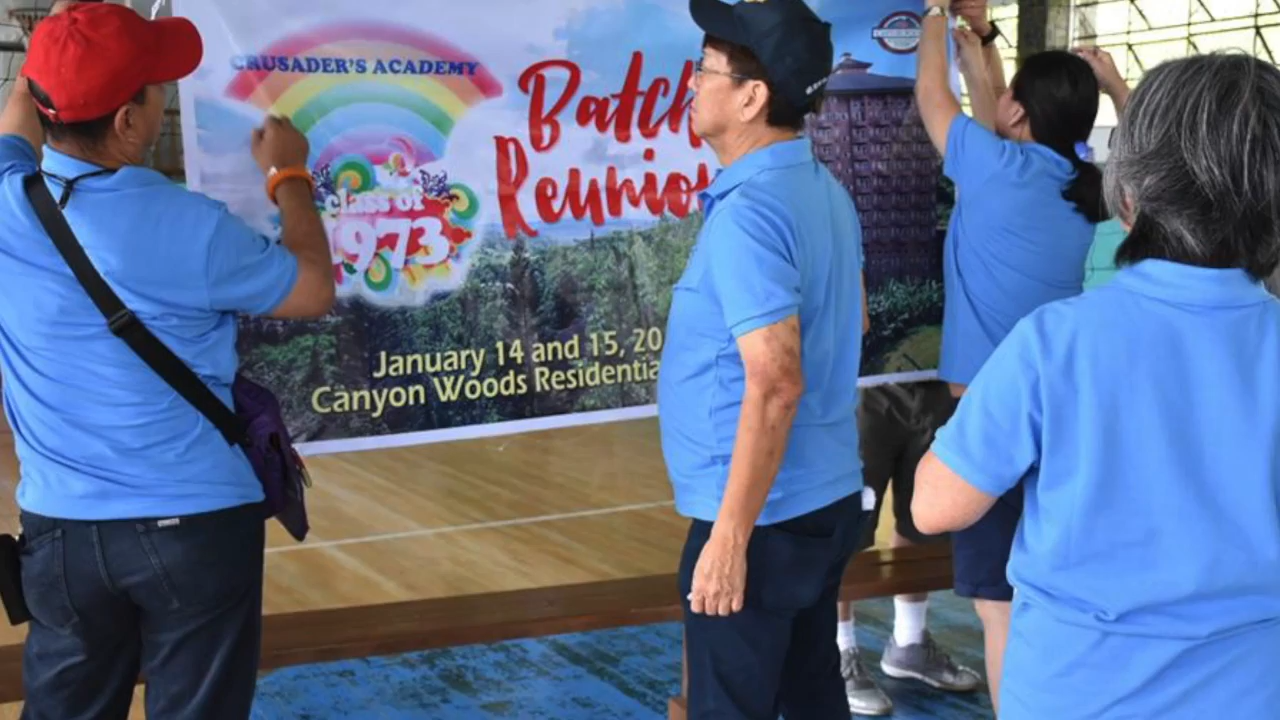 CRUSADER'S ACADEMY
Batch
Reunion
class of
1973
January 14 and 15, 20
Canyon Woods Residentia